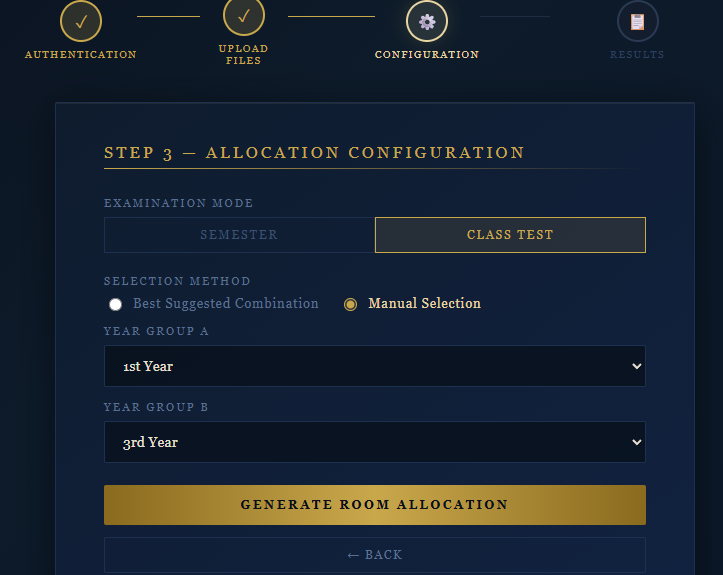 AUTHENTICATION
UPLOAD
FILES
CONFIGURATION
RESULTS
STEP 3 — ALLOCATION CONFIGURATION
EXAMINATION MODE
SEMESTER
CLASS TEST
SELECTION METHOD
Best Suggested Combination
Manual Selection
YEAR GROUP A
1st Year
YEAR GROUP B
3rd Year
GENERATE ROOM ALLOCATION
← BACK